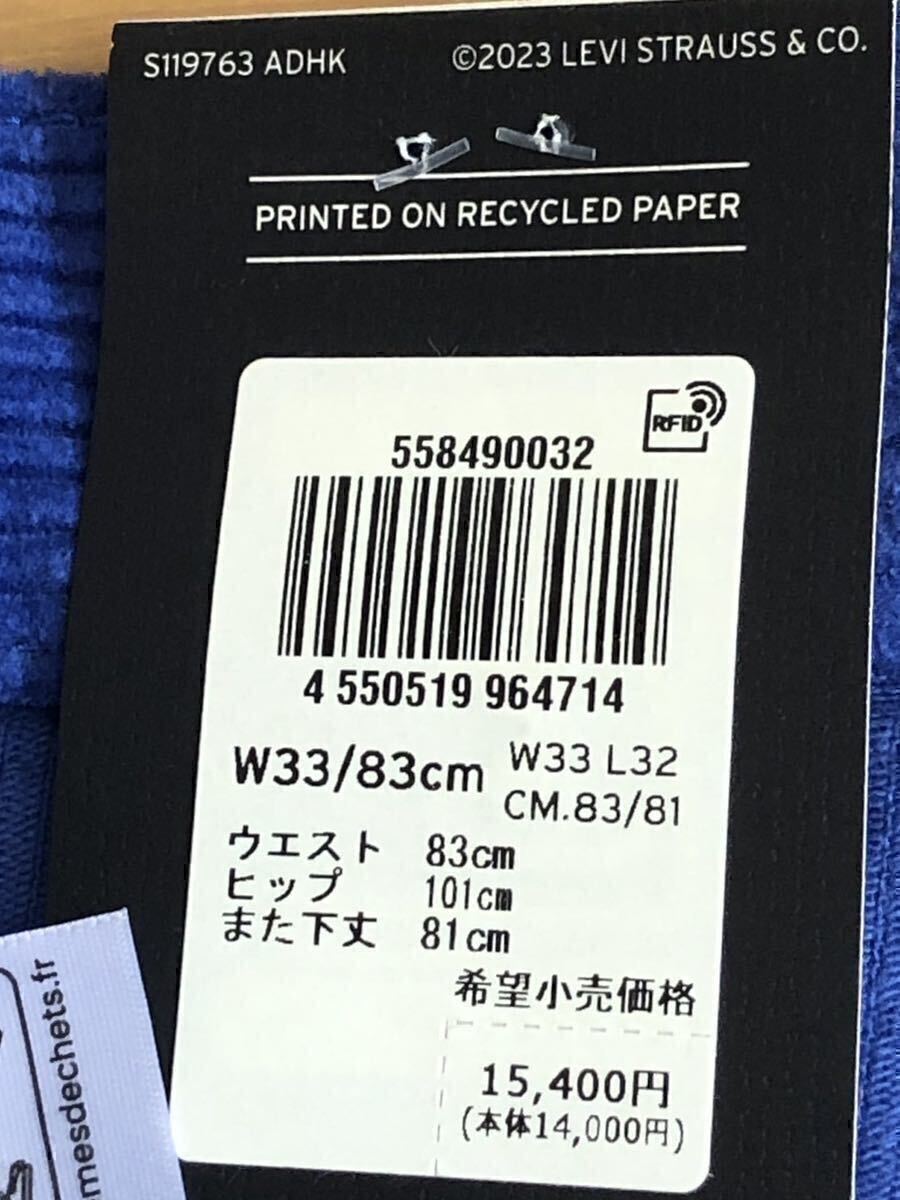 S119763 ADHK
©2023 LEVI STRAUSS & CO.
PRINTED ON RECYCLED PAPER
RFID
558490032
4 550519 964714
W33/83cm
W33 L32
CM.83/81
ウエスト 83cm
ヒップ 101cm
また下丈 81cm
希望小売価格
15,400円
(本体14,000円)
mesdechets.fr